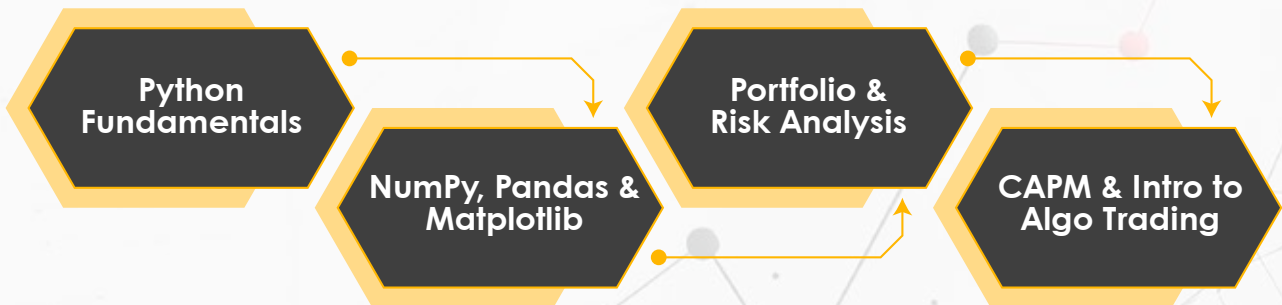 Python
Fundamentals
NumPy, Pandas &
Matplotlib
Portfolio &
Risk Analysis
CAPM & Intro to
Algo Trading